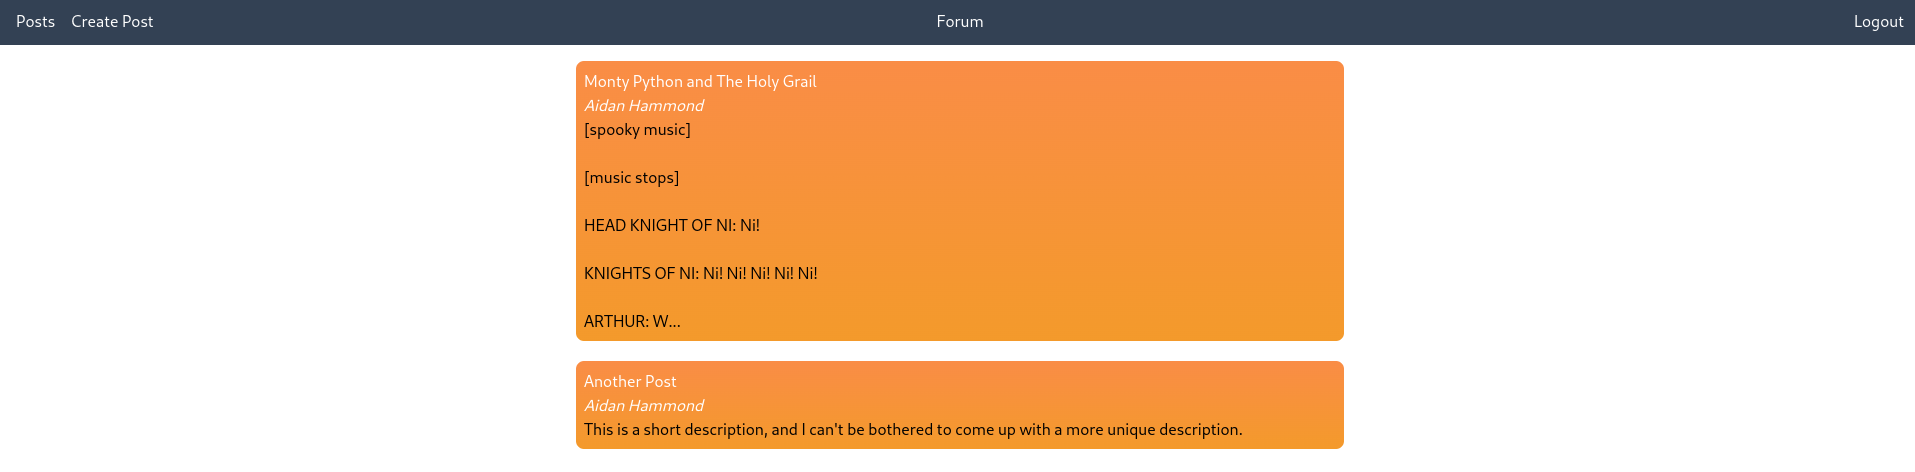 Posts Create Post Forum Logout
Monty Python and The Holy Grail
Aidan Hammond
[spooky music]
[music stops]
HEAD KNIGHT OF NI: Ni!
KNIGHTS OF NI: Ni! Ni! Ni! Ni! Ni!
ARTHUR: W...
Another Post
Aidan Hammond
This is a short description, and I can't be bothered to come up with a more unique description.